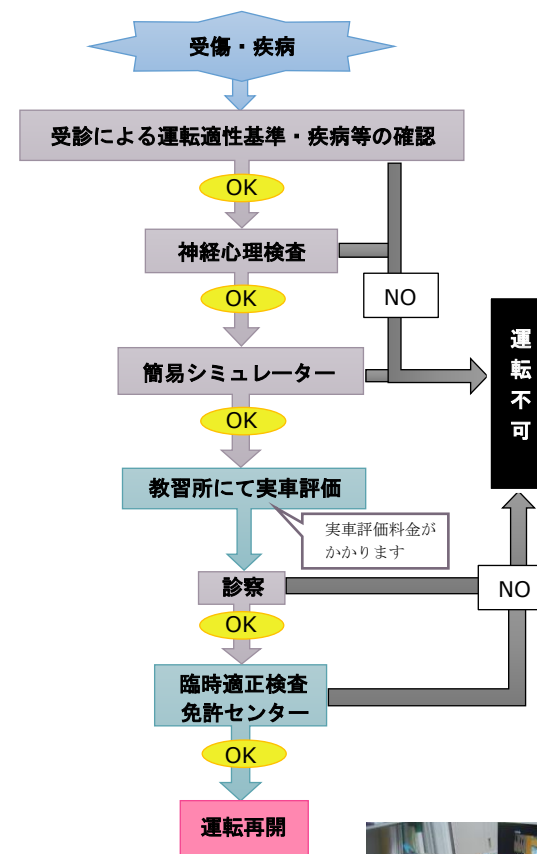 受傷・疾病
受診による運転適性基準・疾病等の確認
OK
神経心理検査
OK
NO
簡易シミュレーター
運転不可
OK
教習所にて実車評価
実車評価料金が
かかります
診察
NO
OK
臨時適正検査
免許センター
OK
運転再開